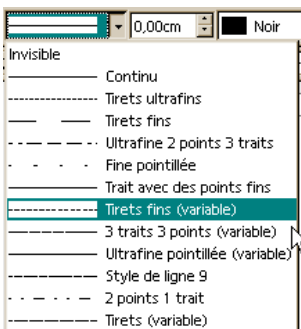 0,00cm Noir
Invisible
Continu
Tirets ultrafins
Tirets fins
Ultrafine 2 points 3 traits
Fine pointillée
Trait avec des points fins
Tirets fins (variable)
3 traits 3 points (variable)
Ultrafine pointillée (variable)
Style de ligne 9
2 points 1 trait
Tirets (variable)